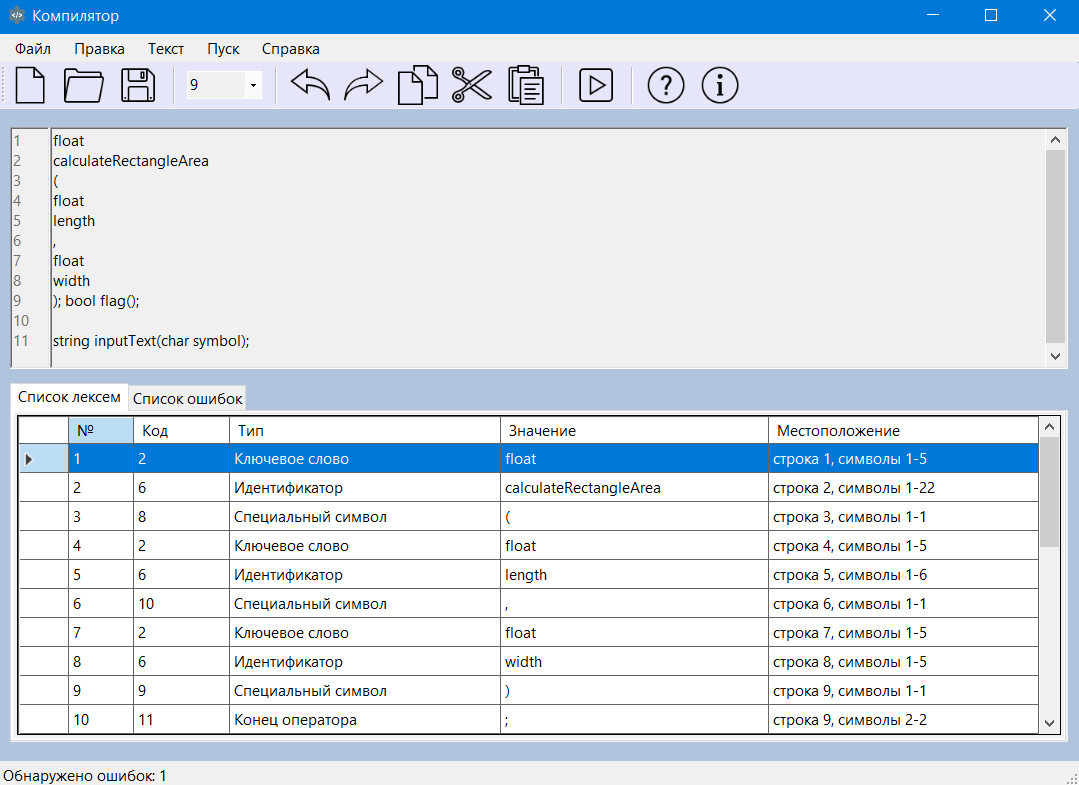 Компилятор
Файл Правка Текст Пуск Справка
9
1 float
2 calculateRectangleArea
3 (
4 float
5 length
6 ,
7 float
8 width
9 ); bool flag();
10
11 string inputText(char symbol);
Список лексем Список ошибок
№ Код Тип Значение Местоположение
1 2 Ключевое слово float строка 1, символы 1-5
2 6 Идентификатор calculateRectangleArea строка 2, символы 1-22
3 8 Специальный символ ( строка 3, символы 1-1
4 2 Ключевое слово float строка 4, символы 1-5
5 6 Идентификатор length строка 5, символы 1-6
6 10 Специальный символ , строка 6, символы 1-1
7 2 Ключевое слово float строка 7, символы 1-5
8 6 Идентификатор width строка 8, символы 1-5
9 9 Специальный символ ) строка 9, символы 1-1
10 11 Конец оператора ; строка 9, символы 2-2
Обнаружено ошибок: 1